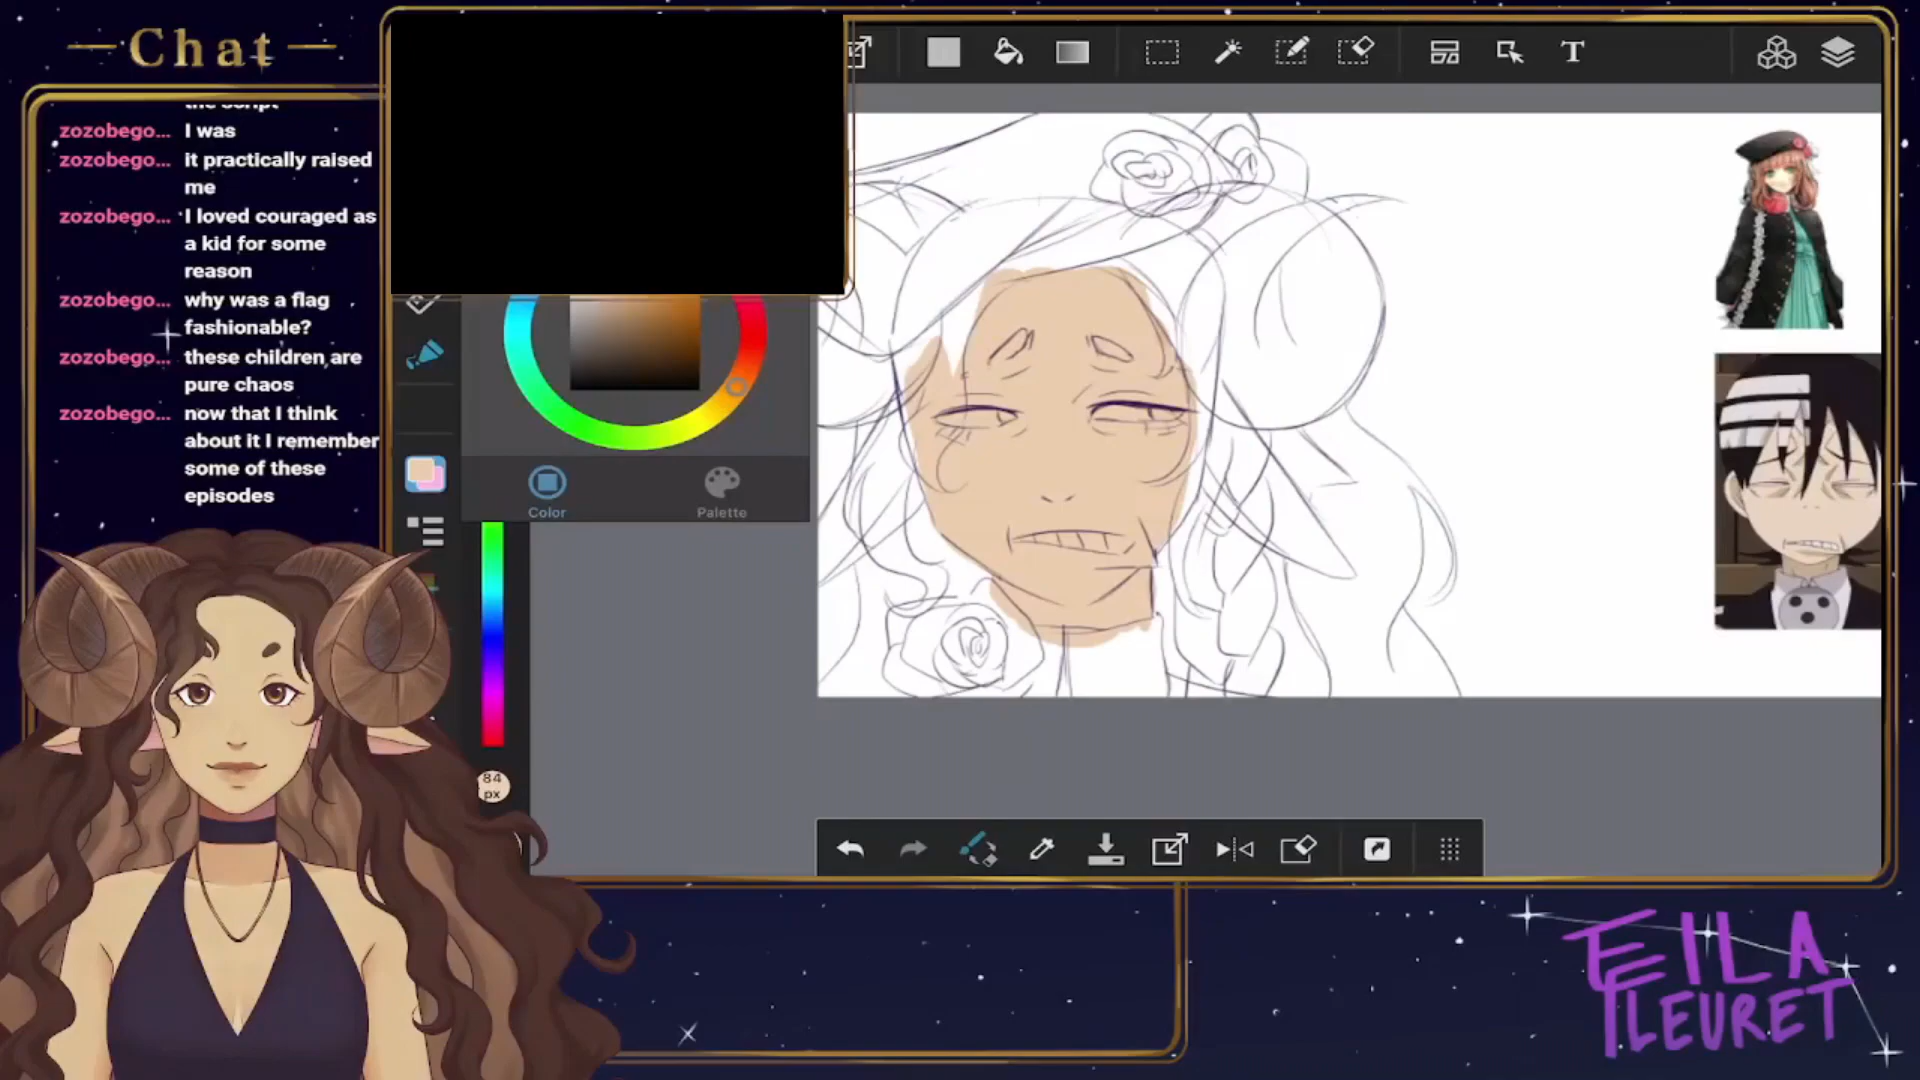 Chat
the script
zozobego... I was
zozobego... it practically raised
me
zozobego... I loved couraged as
a kid for some
reason
zozobego... why was a flag
fashionable?
zozobego... these children are
pure chaos
zozobego... now that I think
about it I remember
some of these
episodes
T
Color
Palette
84
px
EILA
FLEURET